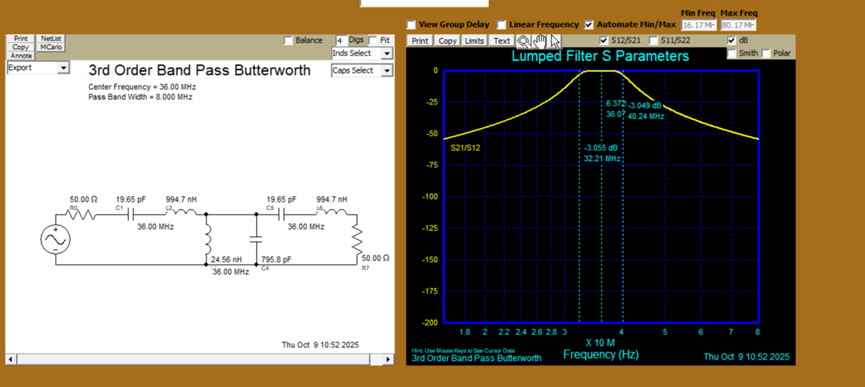 Print NetList
Copy MCarlo
Annote
Export
Balance 4 Digs Fit
Inds Select
Caps Select
3rd Order Band Pass Butterworth
Center Frequency = 36.00 MHz
Pass Band Width = 8.000 MHz
50.00 Ω 19.65 pF 994.7 nH 19.65 pF 994.7 nH
C1 L2 C5 L6
36.00 MHz 36.00 MHz
24.56 nH 795.8 pF 50.00 Ω
36.00 MHz C4 R7
Thu Oct 9 10:52 2025
Min Freq Max Freq
View Group Delay Linear Frequency Automate Min/Max 16.17 MH 80.17 MH
Print Copy Limits Text S12/S21 S11/S22 dB
Smith Polar
Lumped Filter S Parameters
0
-25
-50
-75
-100
-125
-150
-175
-200
6.373 -3.049 dB
36.07 40.24 MHz
S21/S12
-3.055 dB
32.21 MHz
1.8 2 2.2 2.4 2.6 2.8 3 4 5 6 7 8
X 10 M
Hint: Use Mouse Keys to See Cursor Data
3rd Order Band Pass Butterworth Frequency (Hz) Thu Oct 9 10:52 2025